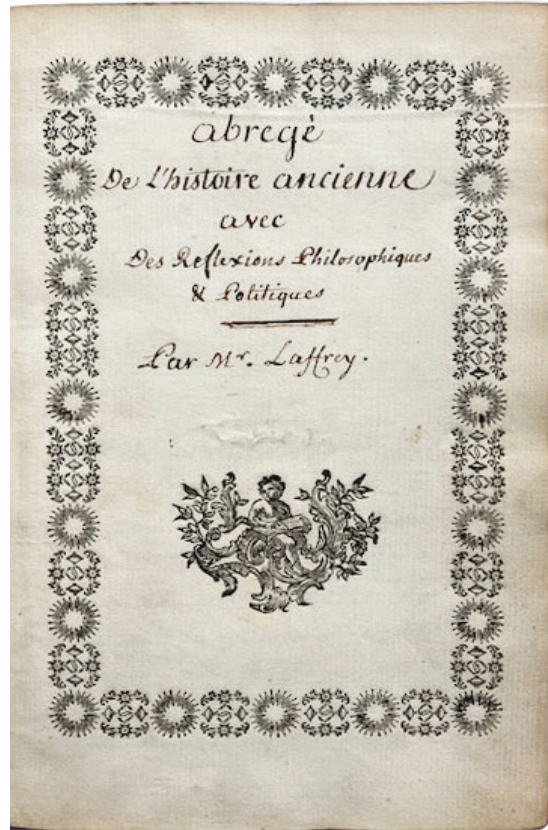 abregé
De L'histoire ancienne
avec
Des Reflexions Philosophiques
& Politiques
Par Mr. Laffrey.